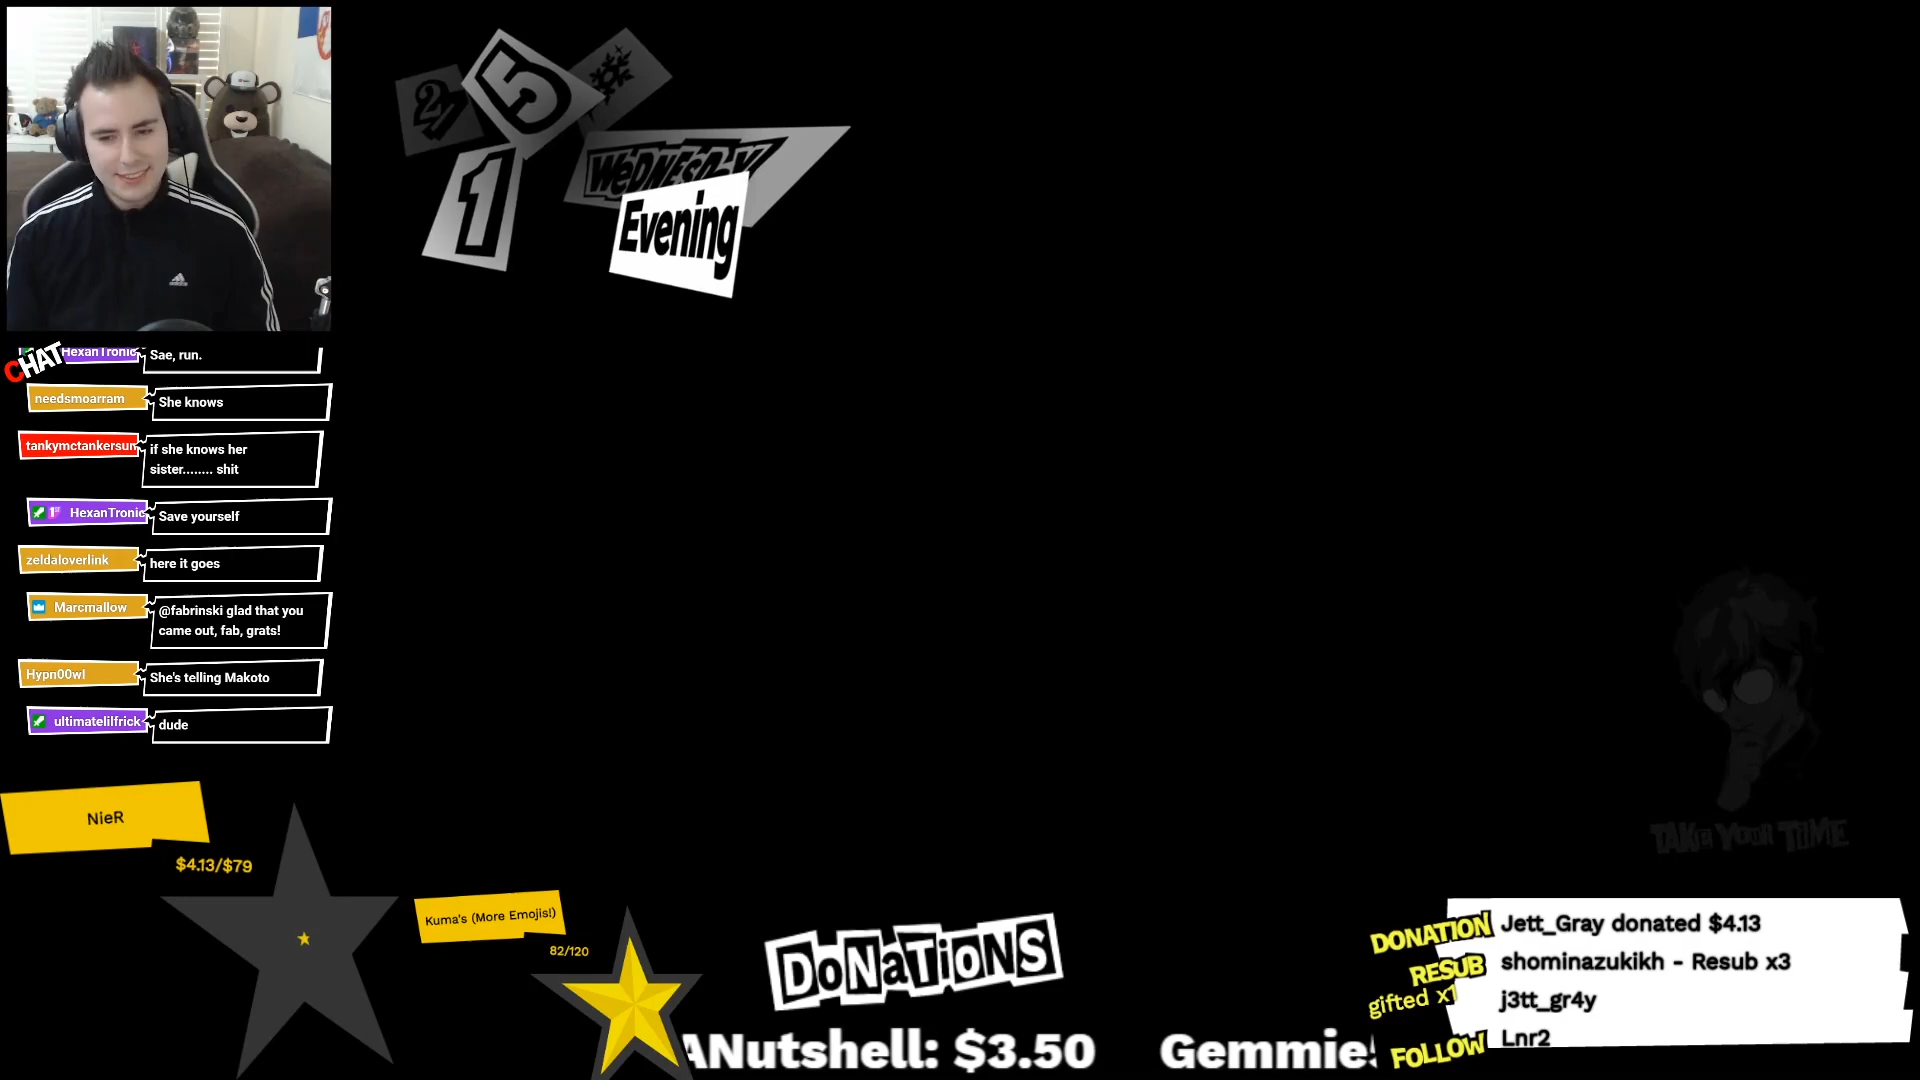 21
5
1
WeDNESDAY
Evening
CHAT
HexanTronic
Sae, run.
needsmoarram
She knows
tankymctankersun
if she knows her
sister........ shit
HexanTronic
Save yourself
zeldaloverlink
here it goes
Marcmallow
@fabrinski glad that you
came out, fab, grats!
Hypn00wl
She's telling Makoto
ultimatelilfrick
dude
NieR
$4.13/$79
Kuma's (More Emojis!)
82/120
TAKE YOUR TiME
DoNaTioNS
ANutshell: $3.50 Gemmie
DONATION Jett_Gray donated $4.13
RESUB shominazukikh - Resub x3
gifted x1 j3tt_gr4y
FOLLOW Lnr2